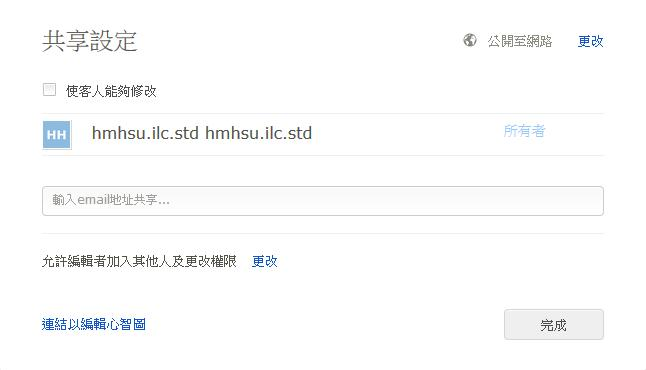 共享設定
公開至網路 更改
使客人能夠修改
HH hmhsu.ilc.std hmhsu.ilc.std 所有者
輸入email地址共享...
允許編輯者加入其他人及更改權限 更改
連結以編輯心智圖 完成